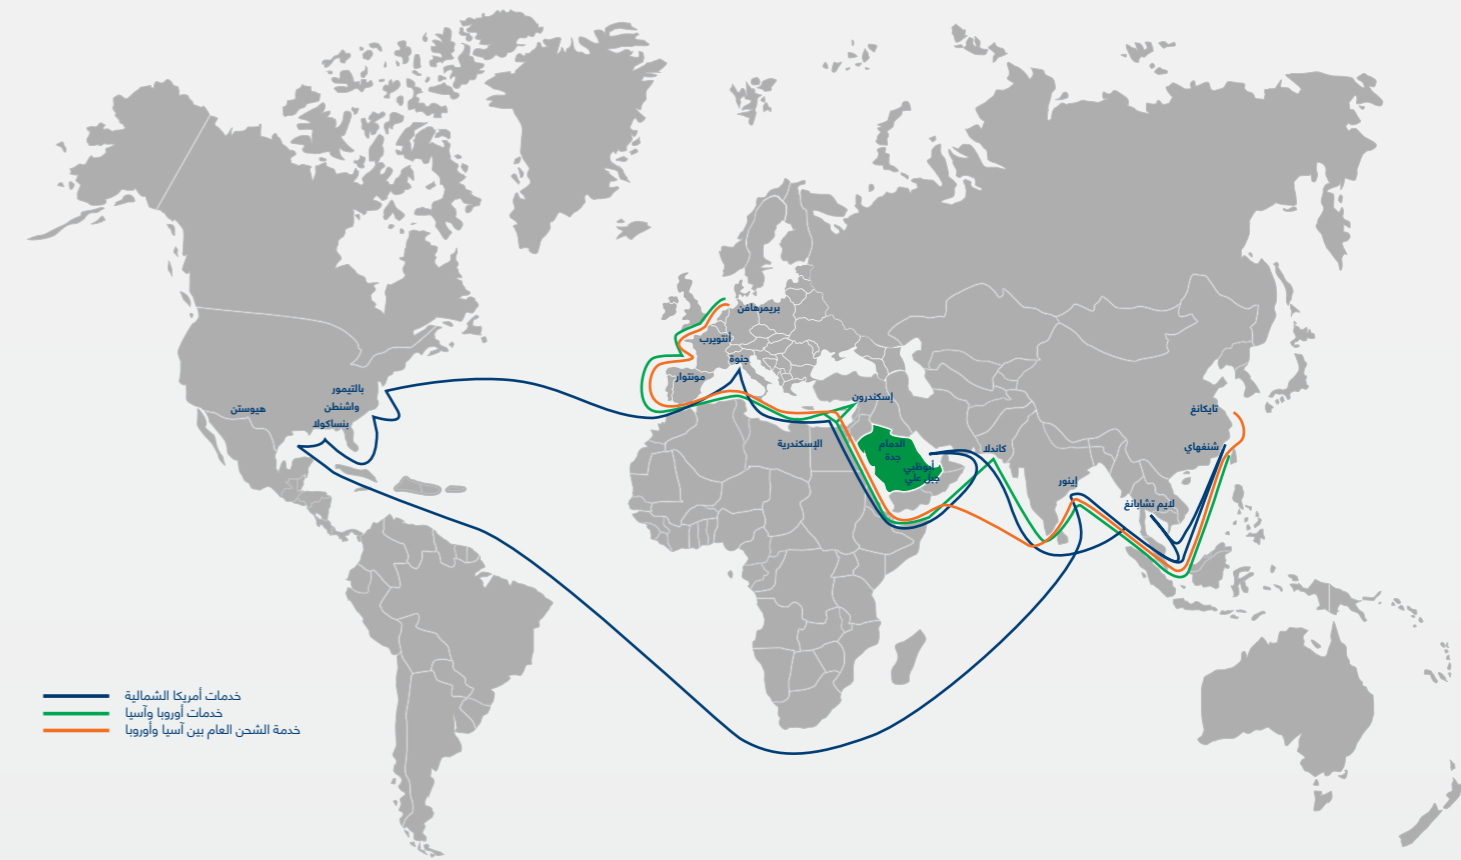 بريمرهافن
أنتويرب
جنوة
مونتوار
بالتيمور
واشنطن
هيوستن
بنساكولا
إسكندرون
تايكانغ
الإسكندرية
الدمام
جدة
أبوظبي
جبل علي
كاندلا
شنغهاي
إينور
لايم تشابانغ
خدمات أمريكا الشمالية
خدمات أوروبا وآسيا
خدمة الشحن العام بين آسيا وأوروبا